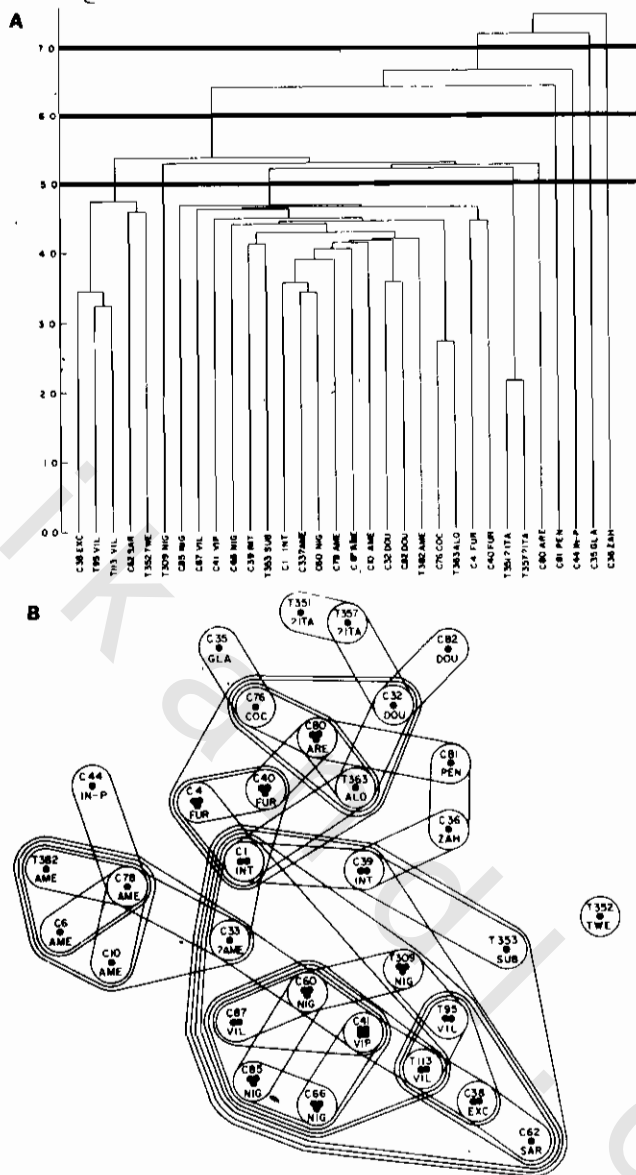 A
7 0
6 0
5 0
4 0
3 0
2 0
1 0
0 0
C38 EXC
T95 VIL
T113 VIL
C62 SAR
T352 TWE
T309 NIG
C85 NIG
C87 VIL
C41 VIP
C66 NIG
C39 INT
T353 SUB
C1 INT
C33 ?AME
C60 NIG
C78 AME
AME
C10 AME
C32 DOU
C82 DOU
T382 AME
C76 COC
T363 ALO
C4 FUR
C40 FUR
T351 ?ITA
T357 ?ITA
C80 ARE
C81 PEN
C44 IN-P
C35 GLA
C36 ZAH
B
T351
?ITA
T357
?ITA
C35
GLA
C82
DOU
C76
COC
C32
DOU
C80
ARE
C81
PEN
C44
IN-P
C4
FUR
C40
FUR
T363
ALO
C36
ZAH
C1
INT
C39
INT
T382
AME
C78
AME
C6
AME
C10
AME
C33
?AME
T353
SUB
T352
TWE
T309
NIG
C60
NIG
C87
VIL
C41
VIP
T95
VIL
T113
VIL
C85
NIG
C66
NIG
C38
EXC
C62
SAR